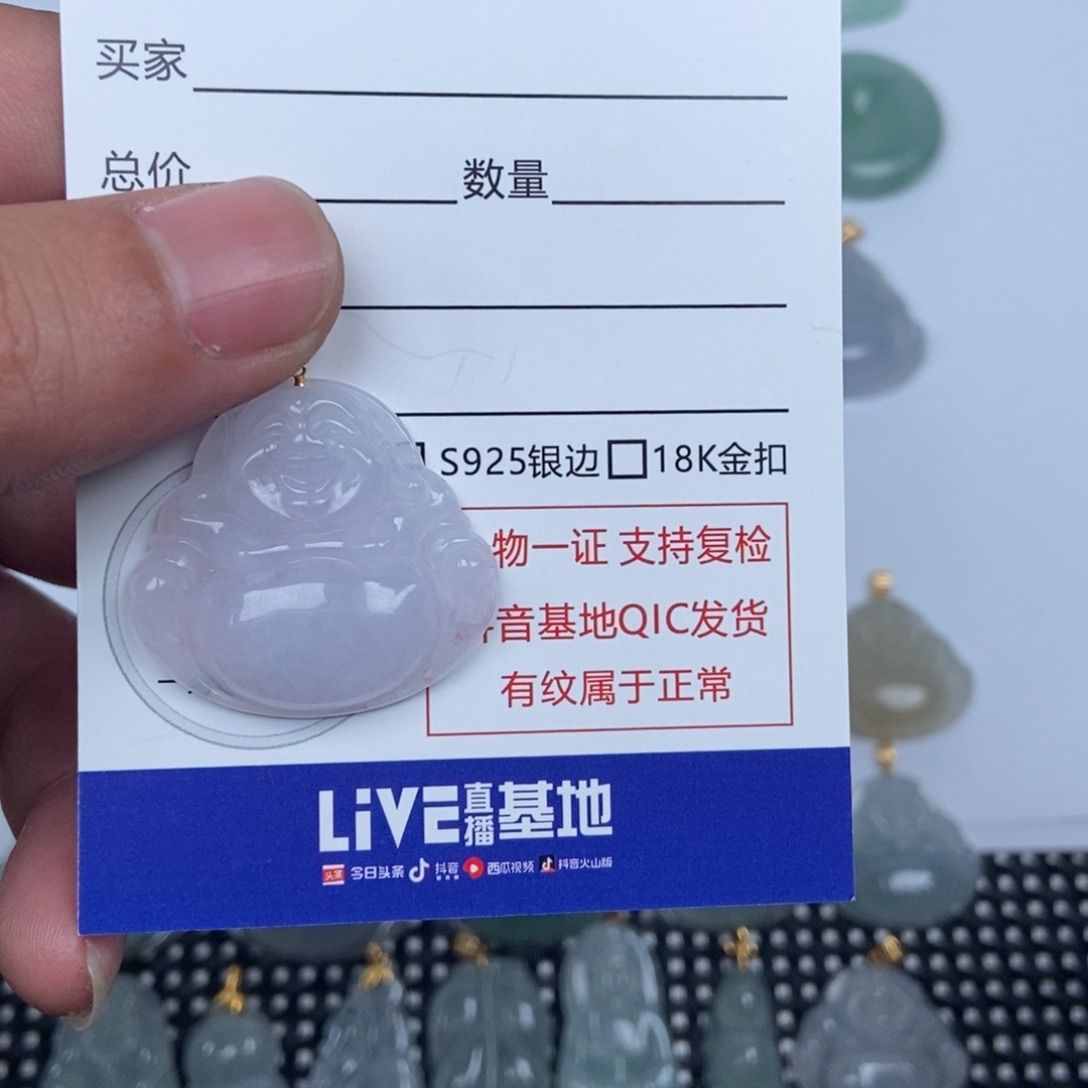 买家
总价 数量
S925银边 □18K金扣
物一证 支持复检
音基地QIC发货
有纹属于正常
LiVE直播基地
头条 今日头条 抖音 西瓜视频 抖音火山版